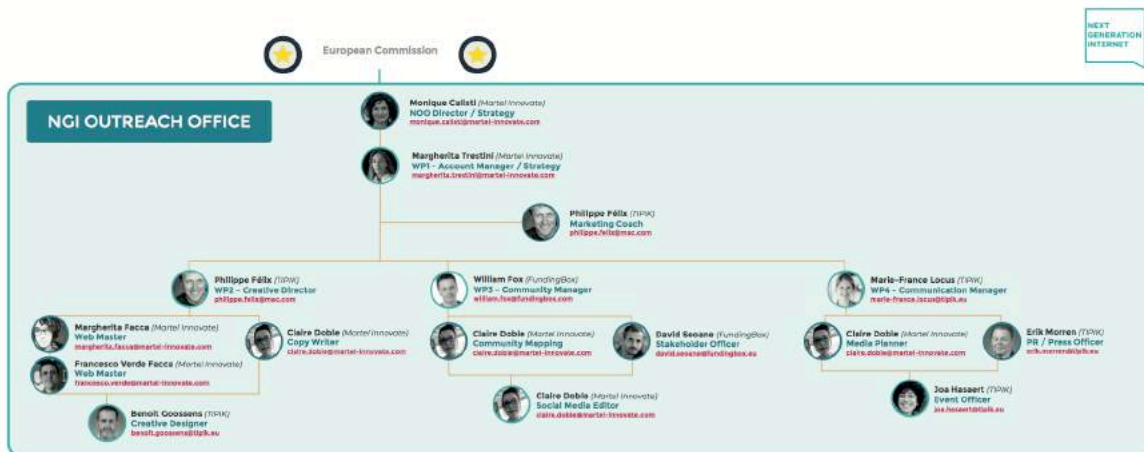 European Commission
NEXT
GENERATION
INTERNET
NGI OUTREACH OFFICE
Monique Calisti (Martel Innovate)
NOO Director / Strategy
monique.calisti@martel-innovate.com
Margherita Trestini (Martel Innovate)
WP1 - Account Manager / Strategy
margherita.trestini@martel-innovate.com
Philippe Félix (TIPIK)
Marketing Coach
philippe.felix@mac.com
Philippe Félix (TIPIK)
WP2 - Creative Director
philippe.felix@mac.com
William Fox (FundingBox)
WP3 - Community Manager
william.fox@fundingbox.com
Marie-France Locus (TIPIK)
WP4 - Communication Manager
marie-france.locus@tipik.eu
Margherita Facca (Martel Innovate)
Web Master
margherita.facca@martel-innovate.com
Claire Doble (Martel Innovate)
Copy Writer
claire.doble@martel-innovate.com
Claire Doble (Martel Innovate)
Community Mapping
claire.doble@martel-innovate.com
David Seoane (FundingBox)
Stakeholder Officer
david.seoane@fundingbox.eu
Claire Doble (Martel Innovate)
Media Planner
claire.doble@martel-innovate.com
Erik Morren (TIPIK)
PR / Press Officer
erik.morren@tipik.eu
Francesco Verde Facca (Martel Innovate)
Web Master
francesco.verde@martel-innovate.com
Benoit Goossens (TIPIK)
Creative Designer
benoit.goossens@tipik.eu
Claire Doble (Martel Innovate)
Social Media Editor
claire.doble@martel-innovate.com
Joa Hasaert (TIPIK)
Event Officer
joa.hasaert@tipik.eu